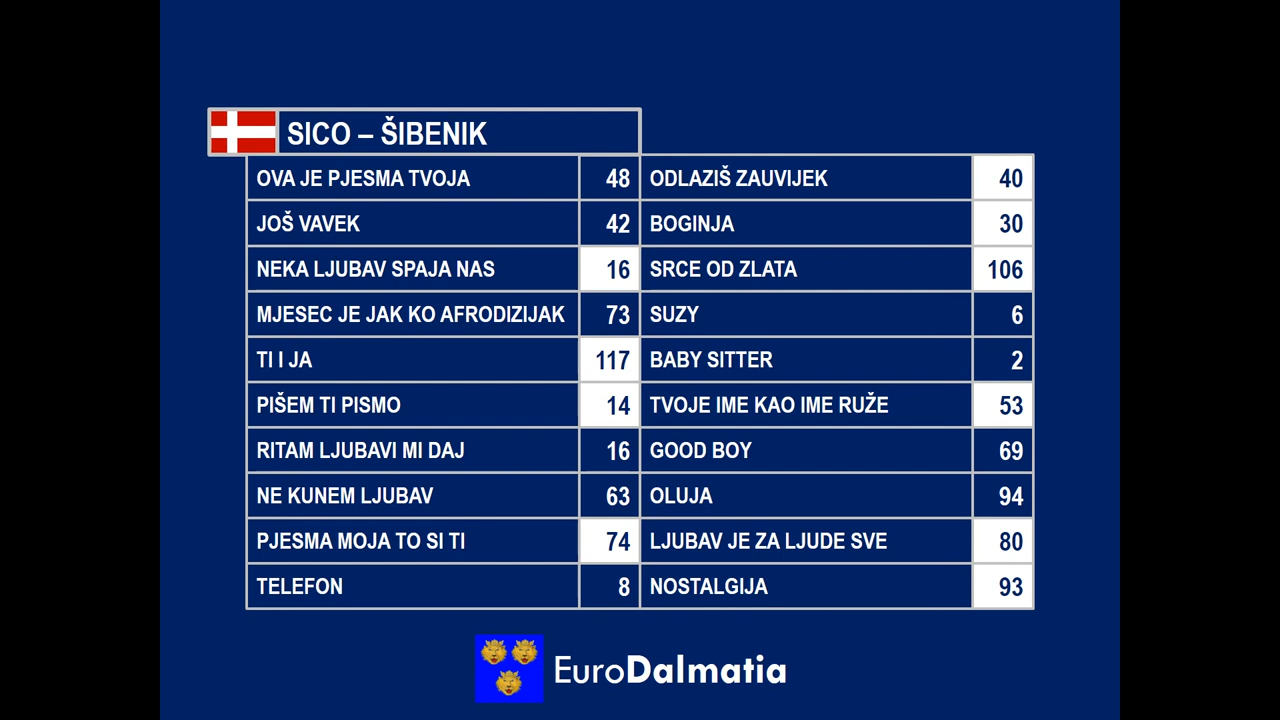 SICO – ŠIBENIK
OVA JE PJESMA TVOJA 48 ODLAZIŠ ZAUVIJEK 40
JOŠ VAVEK 42 BOGINJA 30
NEKA LJUBAV SPAJA NAS 16 SRCE OD ZLATA 106
MJESEC JE JAK KO AFRODIZIJAK 73 SUZY 6
TI I JA 117 BABY SITTER 2
PIŠEM TI PISMO 14 TVOJE IME KAO IME RUŽE 53
RITAM LJUBAVI MI DAJ 16 GOOD BOY 69
NE KUNEM LJUBAV 63 OLUJA 94
PJESMA MOJA TO SI TI 74 LJUBAV JE ZA LJUDE SVE 80
TELEFON 8 NOSTALGIJA 93
EuroDalmatia